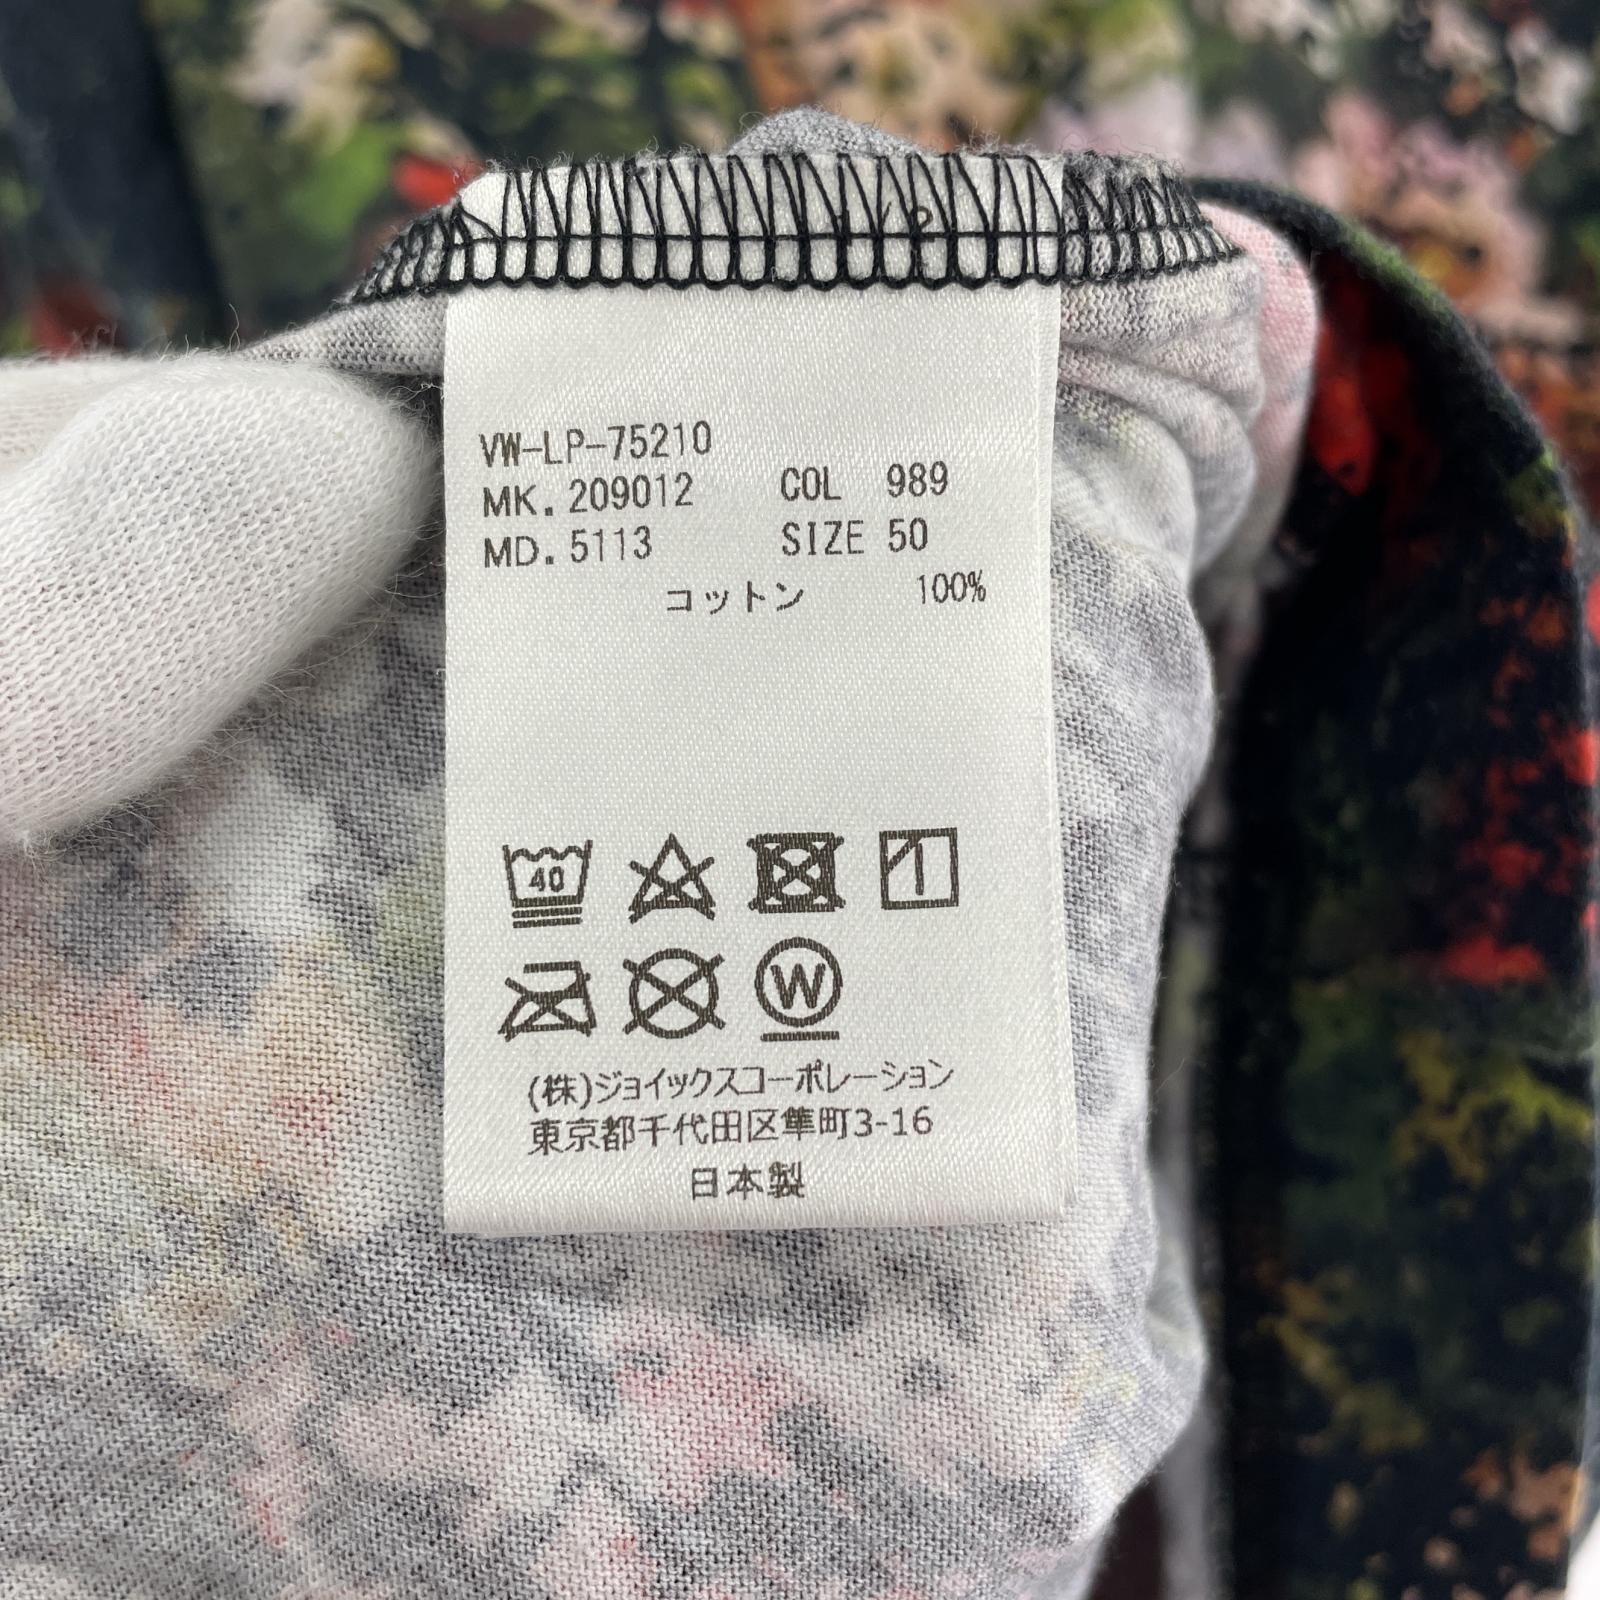 VW-LP-75210
MK. 209012 COL 989
MD. 5113 SIZE 50
コットン 100%
40
W
(株)ジョイックスコーポレーション
東京都千代田区隼町3-16
日本製